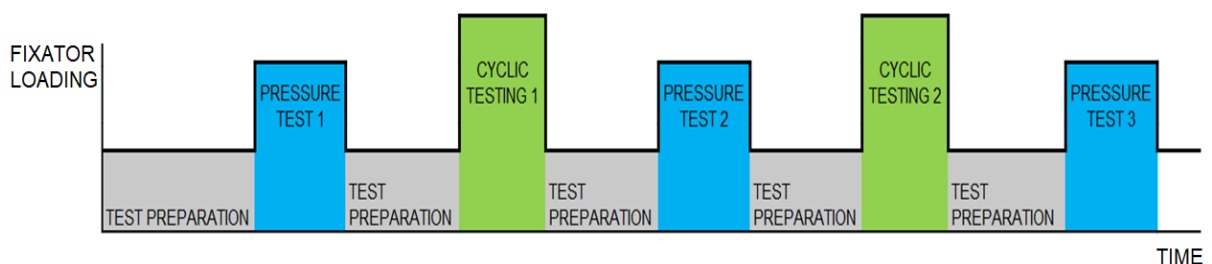 FIXATOR
LOADING
PRESSURE
TEST 1
CYCLIC
TESTING 1
PRESSURE
TEST 2
CYCLIC
TESTING 2
PRESSURE
TEST 3
TEST PREPARATION
TEST
PREPARATION
TEST
PREPARATION
TEST
PREPARATION
TEST
PREPARATION
TIME